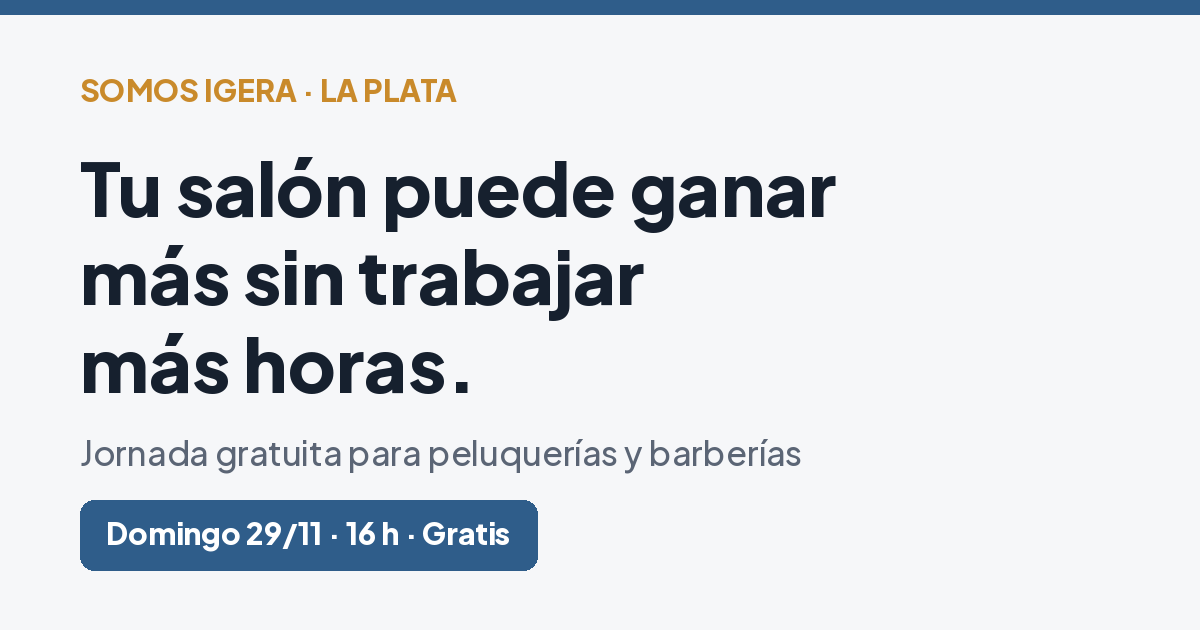 SOMOS IGERA · LA PLATA
Tu salón puede ganar
más sin trabajar
más horas.
Jornada gratuita para peluquerías y barberías
Domingo 29/11 · 16 h · Gratis